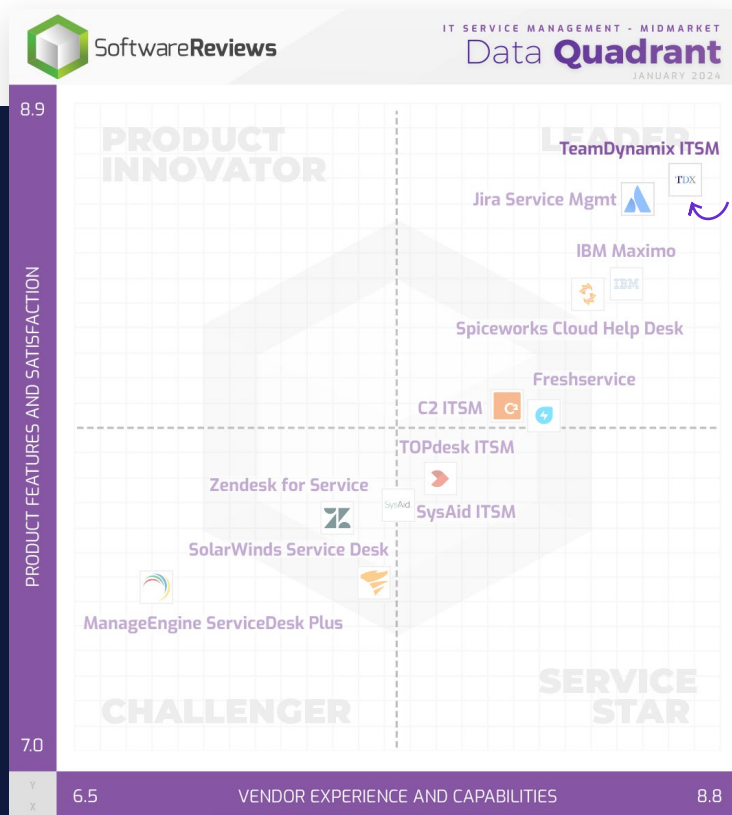 SoftwareReviews
IT SERVICE MANAGEMENT - MIDMARKET
Data Quadrant
JANUARY 2024
8.9
PRODUCT
INNOVATOR
LEADER
TeamDynamix ITSM
TDX
Jira Service Mgmt
IBM Maximo
IBM
Spiceworks Cloud Help Desk
Freshservice
C2 ITSM
C2
TOPdesk ITSM
Zendesk for Service
SysAid
SysAid ITSM
SolarWinds Service Desk
ManageEngine ServiceDesk Plus
PRODUCT FEATURES AND SATISFACTION
CHALLENGER
SERVICE
STAR
7.0
Y
X
6.5
VENDOR EXPERIENCE AND CAPABILITIES
8.8